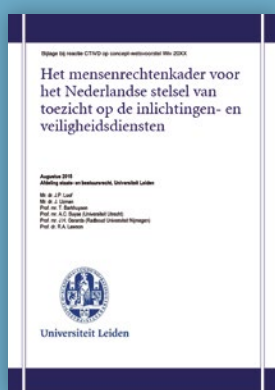 Bijlage bij reactie CTIVD op concept-wetsvoorstel Wiv 20XX
Het mensenrechtenkader voor
het Nederlandse stelsel van
toezicht op de inlichtingen- en
veiligheidsdiensten
Augustus 2015
Afdeling staats- en bestuursrecht, Universiteit Leiden
Mr. dr. J.P. Loof
Mr. dr. J. Uzman
Prof. mr. T. Barkhuysen
Prof. mr. A.C. Buyse (Universiteit Utrecht)
Prof. mr. J.H. Gerards (Radboud Universiteit Nijmegen)
Prof. dr. R.A. Lawson
Universiteit Leiden